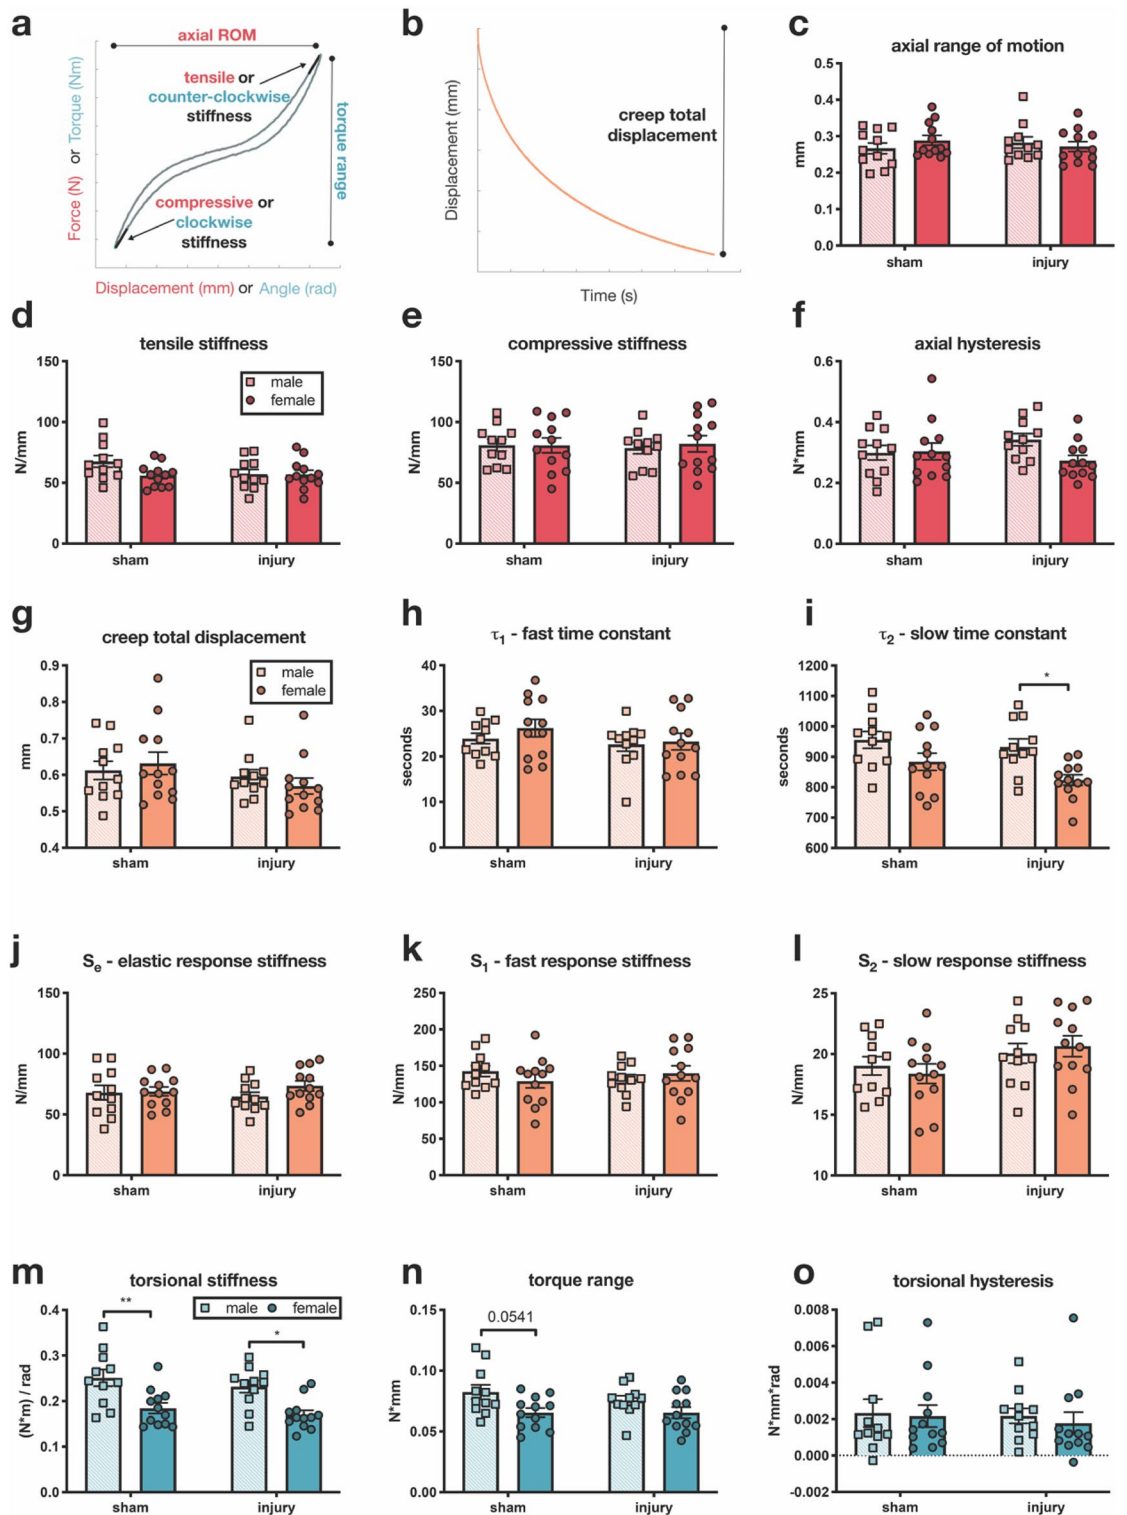 a
axial ROM
Force (N) or Torque (Nm)
tensile or
counter-clockwise
stiffness
torque range
compressive or
clockwise
stiffness
Displacement (mm) or Angle (rad)
b
Displacement (mm)
creep total
displacement
Time (s)
c
axial range of motion
mm
0.5
0.4
0.3
0.2
0.1
0.0
sham injury
d
tensile stiffness
N/mm
150
100
50
0
male
female
sham injury
e
compressive stiffness
N/mm
150
100
50
0
sham injury
f
axial hysteresis
N*mm
0.6
0.4
0.2
0.0
sham injury
g
creep total displacement
mm
0.9
0.8
0.7
0.6
0.5
0.4
male
female
sham injury
h
τ1 - fast time constant
seconds
40
30
20
10
0
sham injury
i
τ2 - slow time constant
seconds
1200
1100
1000
900
800
700
600
*
sham injury
j
Se - elastic response stiffness
N/mm
150
100
50
0
sham injury
k
S1 - fast response stiffness
N/mm
250
200
150
100
50
0
sham injury
l
S2 - slow response stiffness
N/mm
25
20
15
10
sham injury
m
torsional stiffness
(N*m) / rad
0.4
0.3
0.2
0.1
0.0
**
male female
*
sham injury
n
torque range
N*mm
0.15
0.10
0.05
0.00
0.0541
sham injury
o
torsional hysteresis
N*mm*rad
0.008
0.006
0.004
0.002
0.000
-0.002
sham injury